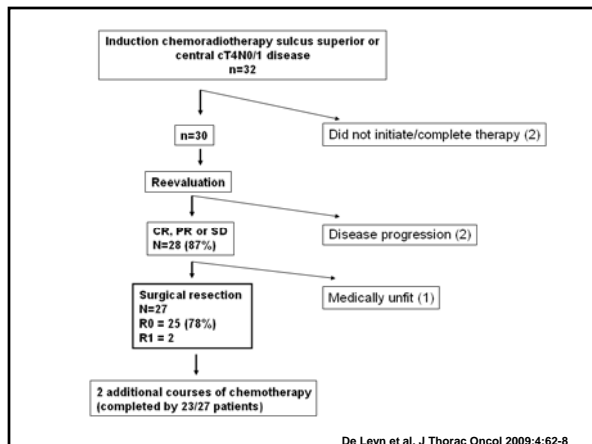 Induction chemoradiotherapy sulcus superior or
central cT4N0/1 disease
n=32
n=30
Did not initiate/complete therapy (2)
Reevaluation
CR, PR or SD
N=28 (87%)
Disease progression (2)
Surgical resection
N=27
R0 = 25 (78%)
R1 = 2
Medically unfit (1)
2 additional courses of chemotherapy
(completed by 23/27 patients)
De Leyn et al. J Thorac Oncol 2009:4:62-8